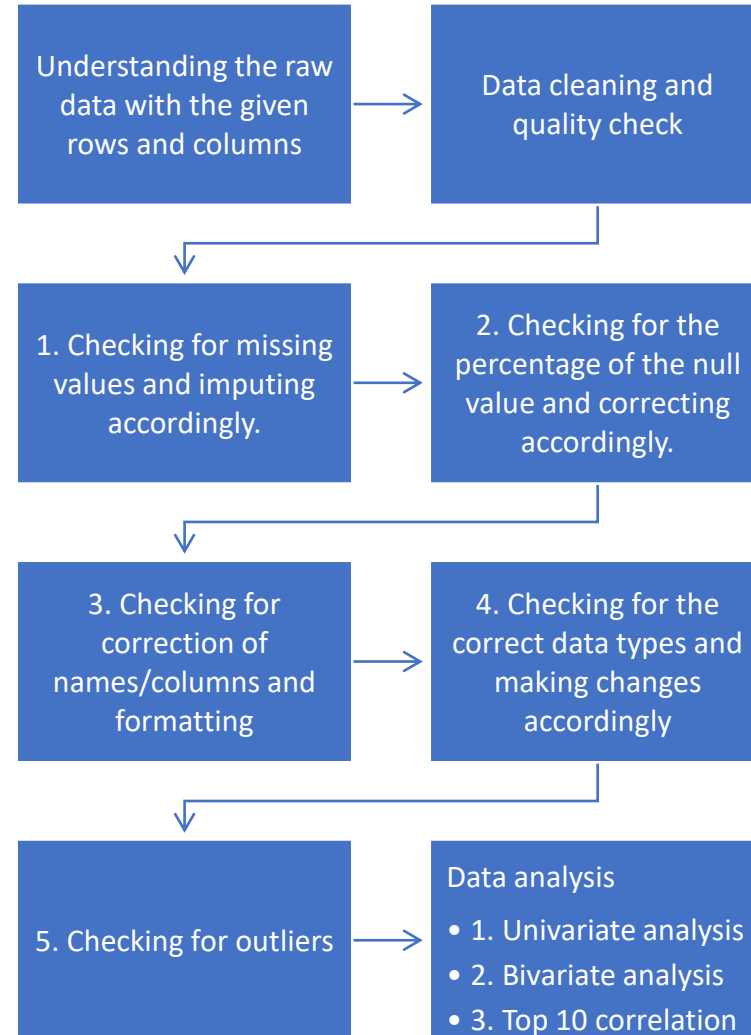 Understanding the raw
data with the given
rows and columns
Data cleaning and
quality check
1. Checking for missing
values and imputing
accordingly.
2. Checking for the
percentage of the null
value and correcting
accordingly.
3. Checking for
correction of
names/columns and
formatting
4. Checking for the
correct data types and
making changes
accordingly
5. Checking for outliers
Data analysis
• 1. Univariate analysis
• 2. Bivariate analysis
• 3. Top 10 correlation